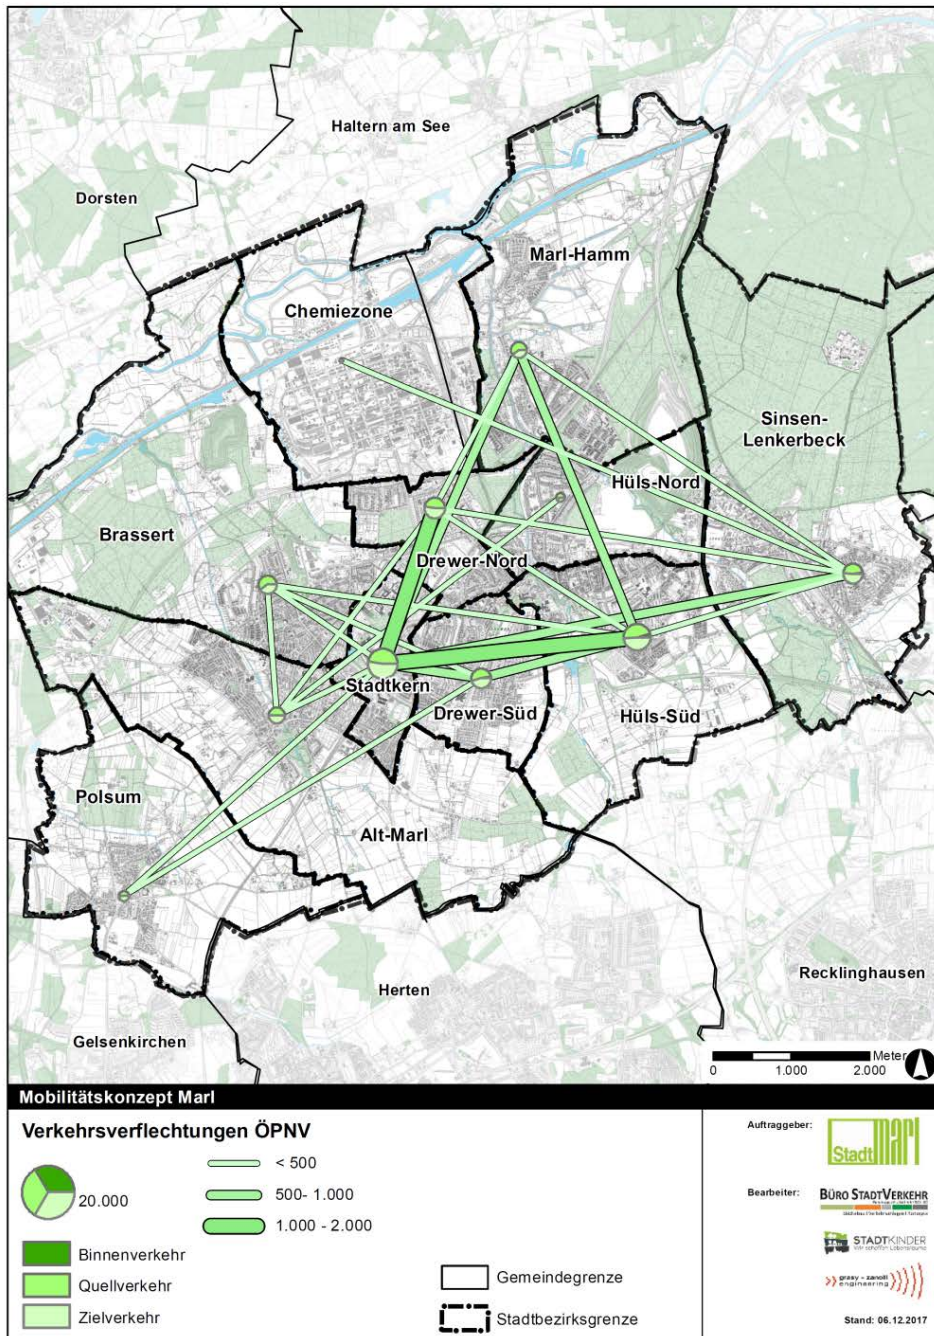 Haltern am See
Dorsten
Marl-Hamm
Chemiezone
Sinsen-
Lenkerbeck
Hüls-Nord
Brassert
Drewer-Nord
Stadtkern
Drewer-Süd
Hüls-Süd
Polsum
Alt-Marl
Recklinghausen
Herten
Gelsenkirchen
Meter
0 1.000 2.000
Mobilitätskonzept Marl
Verkehrsverflechtungen ÖPNV
20.000
< 500
500- 1.000
1.000 - 2.000
Binnenverkehr
Quellverkehr
Zielverkehr
Gemeindegrenze
Stadtbezirksgrenze
Auftraggeber:
Stadt marl
Bearbeiter:
BÜRO STADTVERKEHR
STADTKINDER
Wir schaffen Lebensräume
grasy + zanolli
engineering
Stand: 06.12.2017